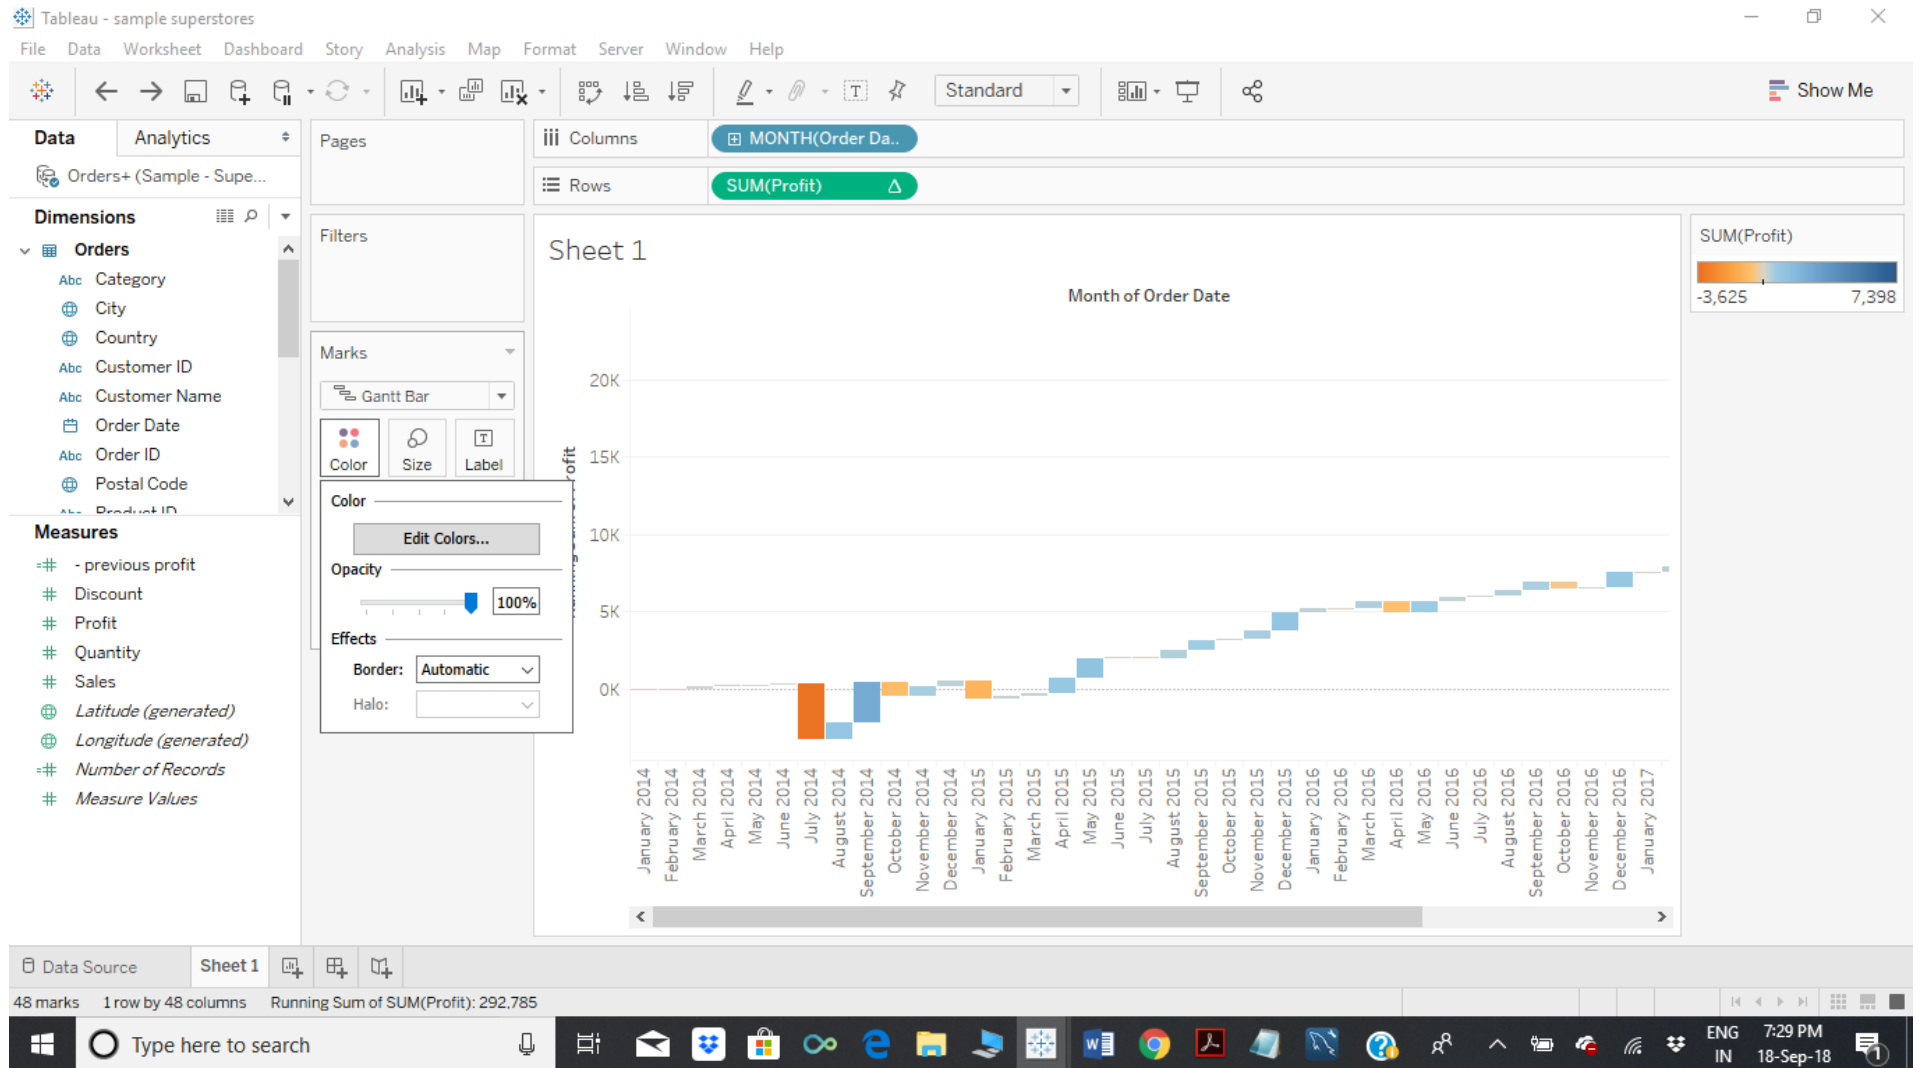 Tableau - sample superstores
File Data Worksheet Dashboard Story Analysis Map Format Server Window Help
Standard
Show Me
Data Analytics
Orders+ (Sample - Supe...
Dimensions
Orders
Abc Category
City
Country
Abc Customer ID
Abc Customer Name
Order Date
Abc Order ID
Postal Code
Abc Product ID
Measures
=# - previous profit
# Discount
# Profit
# Quantity
# Sales
Latitude (generated)
Longitude (generated)
=# Number of Records
# Measure Values
Pages
Filters
Marks
Gantt Bar
Color Size Label
Color
Edit Colors...
Opacity
100%
Effects
Border: Automatic
Halo:
Columns MONTH(Order Da..
Rows SUM(Profit) Δ
Sheet 1
Month of Order Date
20K
15K
10K
5K
0K
January 2014
February 2014
March 2014
April 2014
May 2014
June 2014
July 2014
August 2014
September 2014
October 2014
November 2014
December 2014
January 2015
February 2015
March 2015
April 2015
May 2015
June 2015
July 2015
August 2015
September 2015
October 2015
November 2015
December 2015
January 2016
February 2016
March 2016
April 2016
May 2016
June 2016
July 2016
August 2016
September 2016
October 2016
November 2016
December 2016
January 2017
SUM(Profit)
-3,625 7,398
Data Source Sheet 1
48 marks 1 row by 48 columns Running Sum of SUM(Profit): 292,785
Type here to search
ENG
IN
7:29 PM
18-Sep-18
1